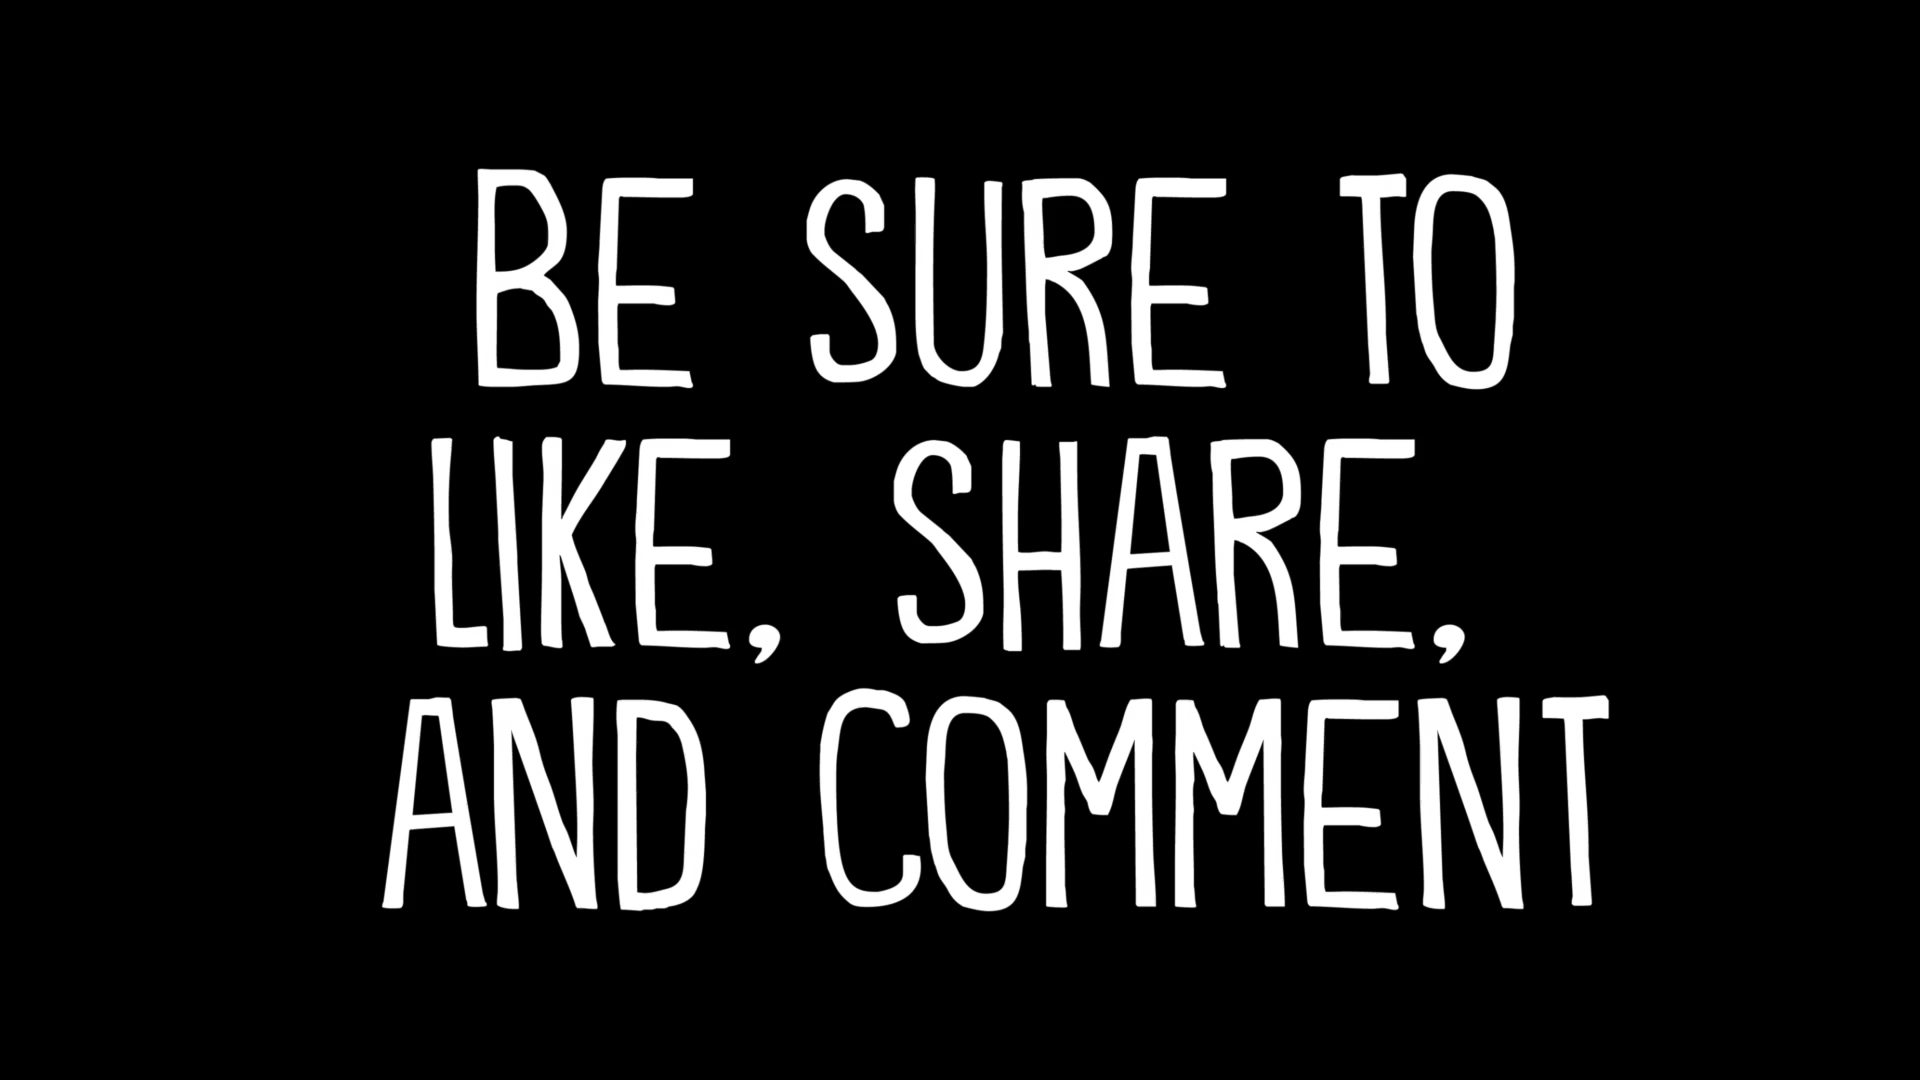 BE SURE TO
LIKE, SHARE,
AND COMMENT